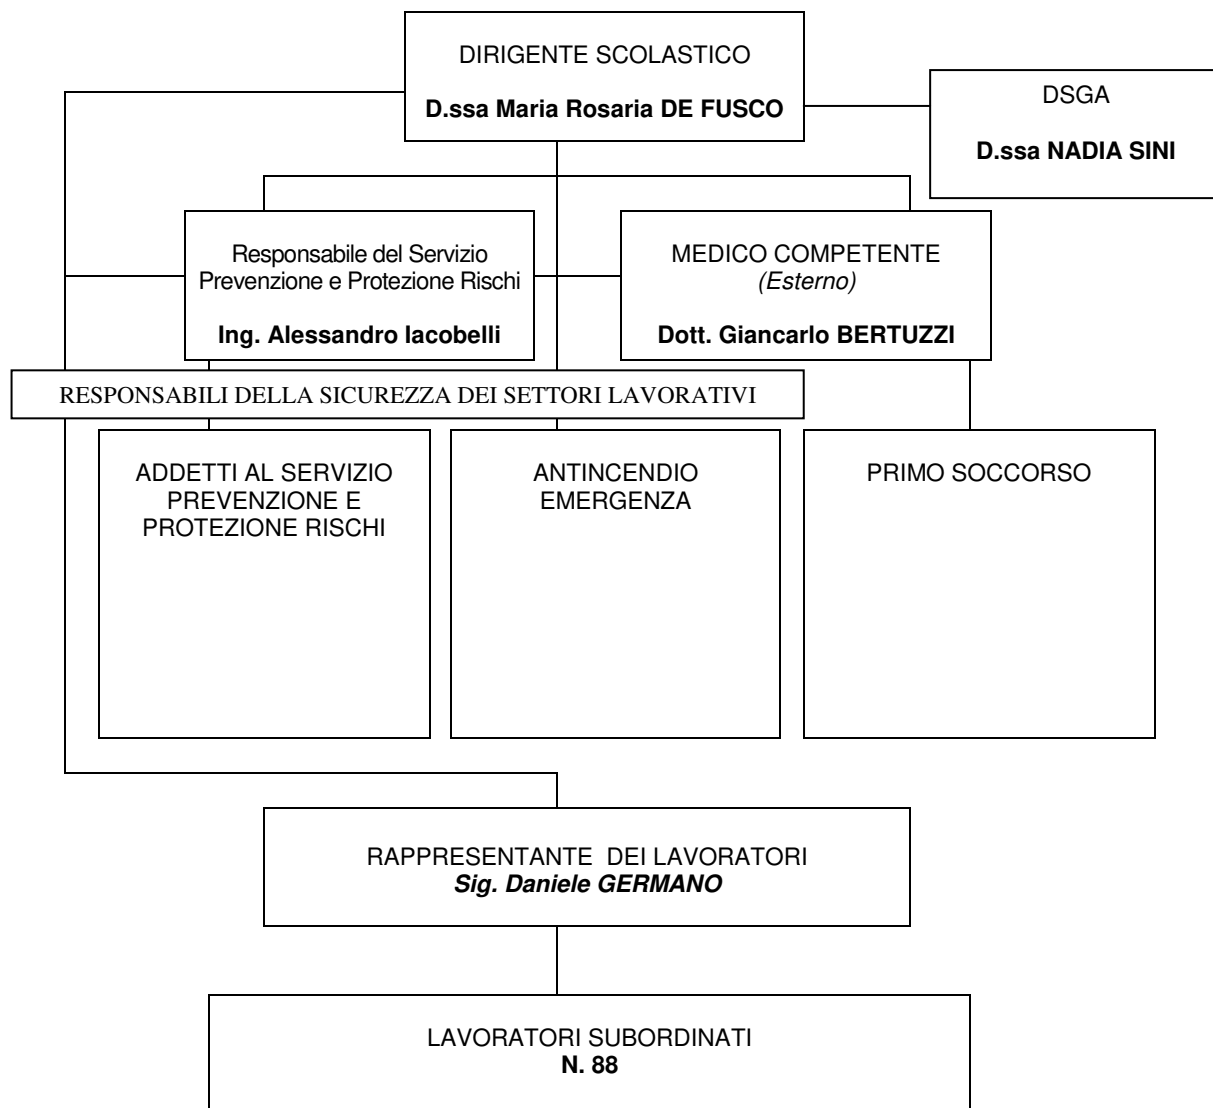 DIRIGENTE SCOLASTICO
D.ssa Maria Rosaria DE FUSCO
DSGA
D.ssa NADIA SINI
Responsabile del Servizio
Prevenzione e Protezione Rischi
Ing. Alessandro Iacobelli
MEDICO COMPETENTE
(Esterno)
Dott. Giancarlo BERTUZZI
RESPONSABILI DELLA SICUREZZA DEI SETTORI LAVORATIVI
ADDETTI AL SERVIZIO
PREVENZIONE E
PROTEZIONE RISCHI
ANTINCENDIO
EMERGENZA
PRIMO SOCCORSO
RAPPRESENTANTE DEI LAVORATORI
Sig. Daniele GERMANO
LAVORATORI SUBORDINATI
N. 88